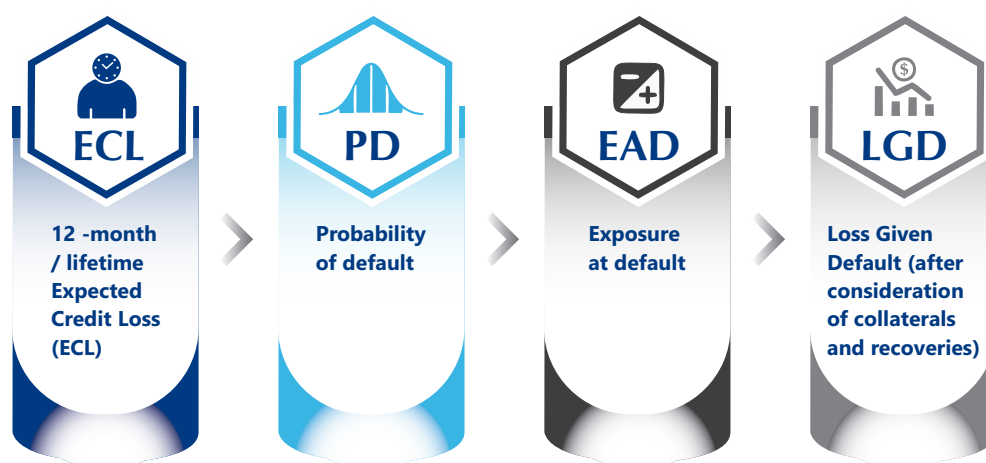 ECL
12 -month
/ lifetime
Expected
Credit Loss
(ECL)
PD
Probability
of default
EAD
Exposure
at default
$
LGD
Loss Given
Default (after
consideration
of collaterals
and recoveries)